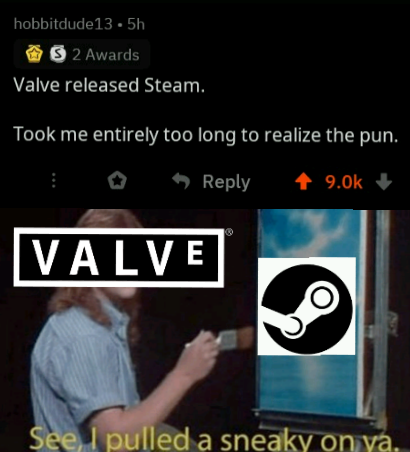 hobbitdude13 • 5h
S 2 Awards
Valve released Steam.
Took me entirely too long to realize the pun.
Reply 9.0k
VALVE®
See, I pulled a sneaky on ya.